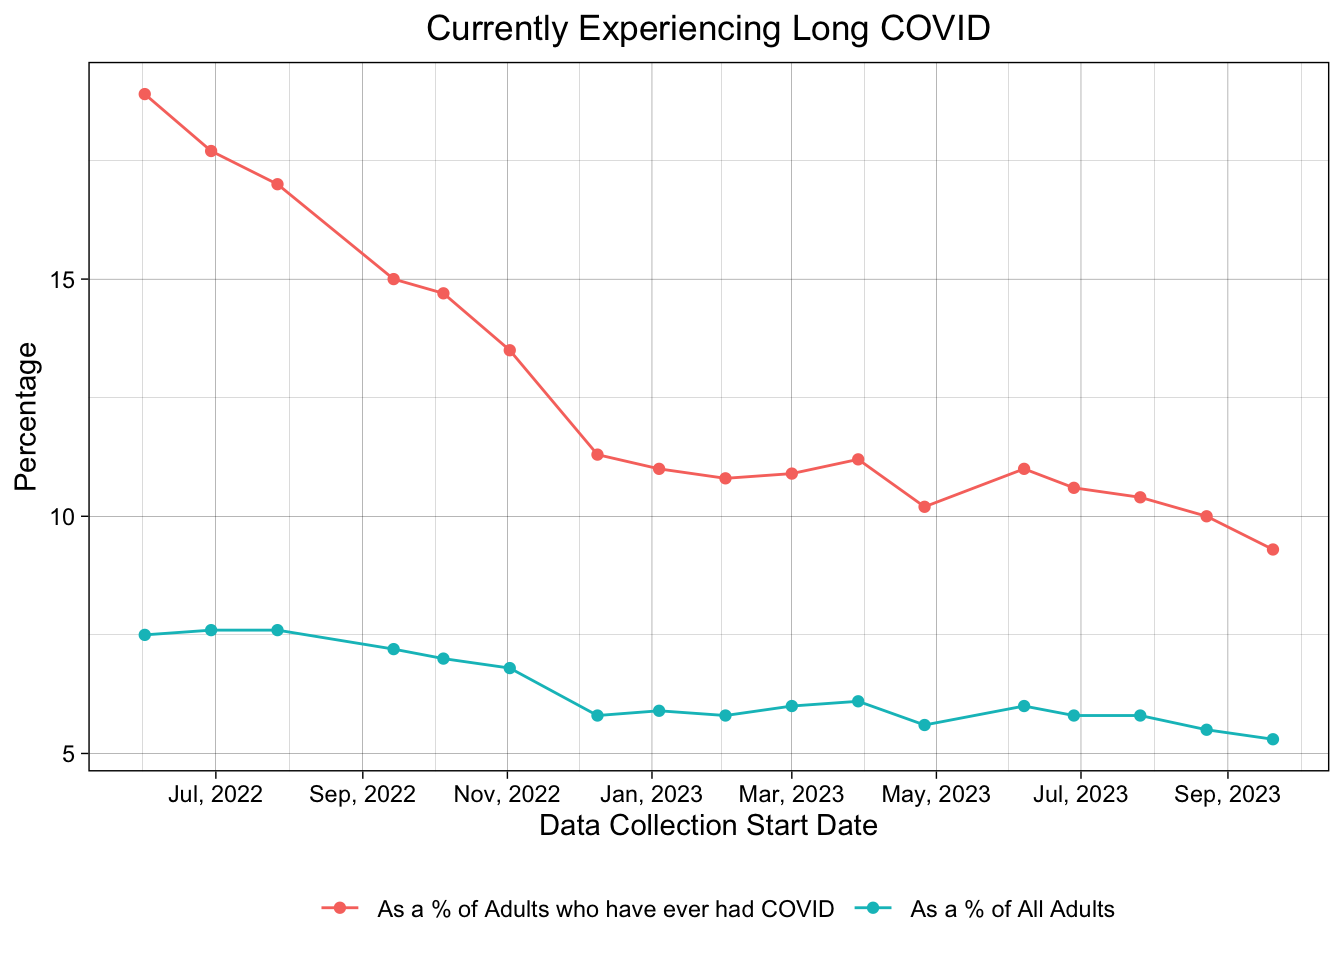 Currently Experiencing Long COVID
Percentage
15
10
5
Jul, 2022 Sep, 2022 Nov, 2022 Jan, 2023 Mar, 2023 May, 2023 Jul, 2023 Sep, 2023
Data Collection Start Date
As a % of Adults who have ever had COVID As a % of All Adults